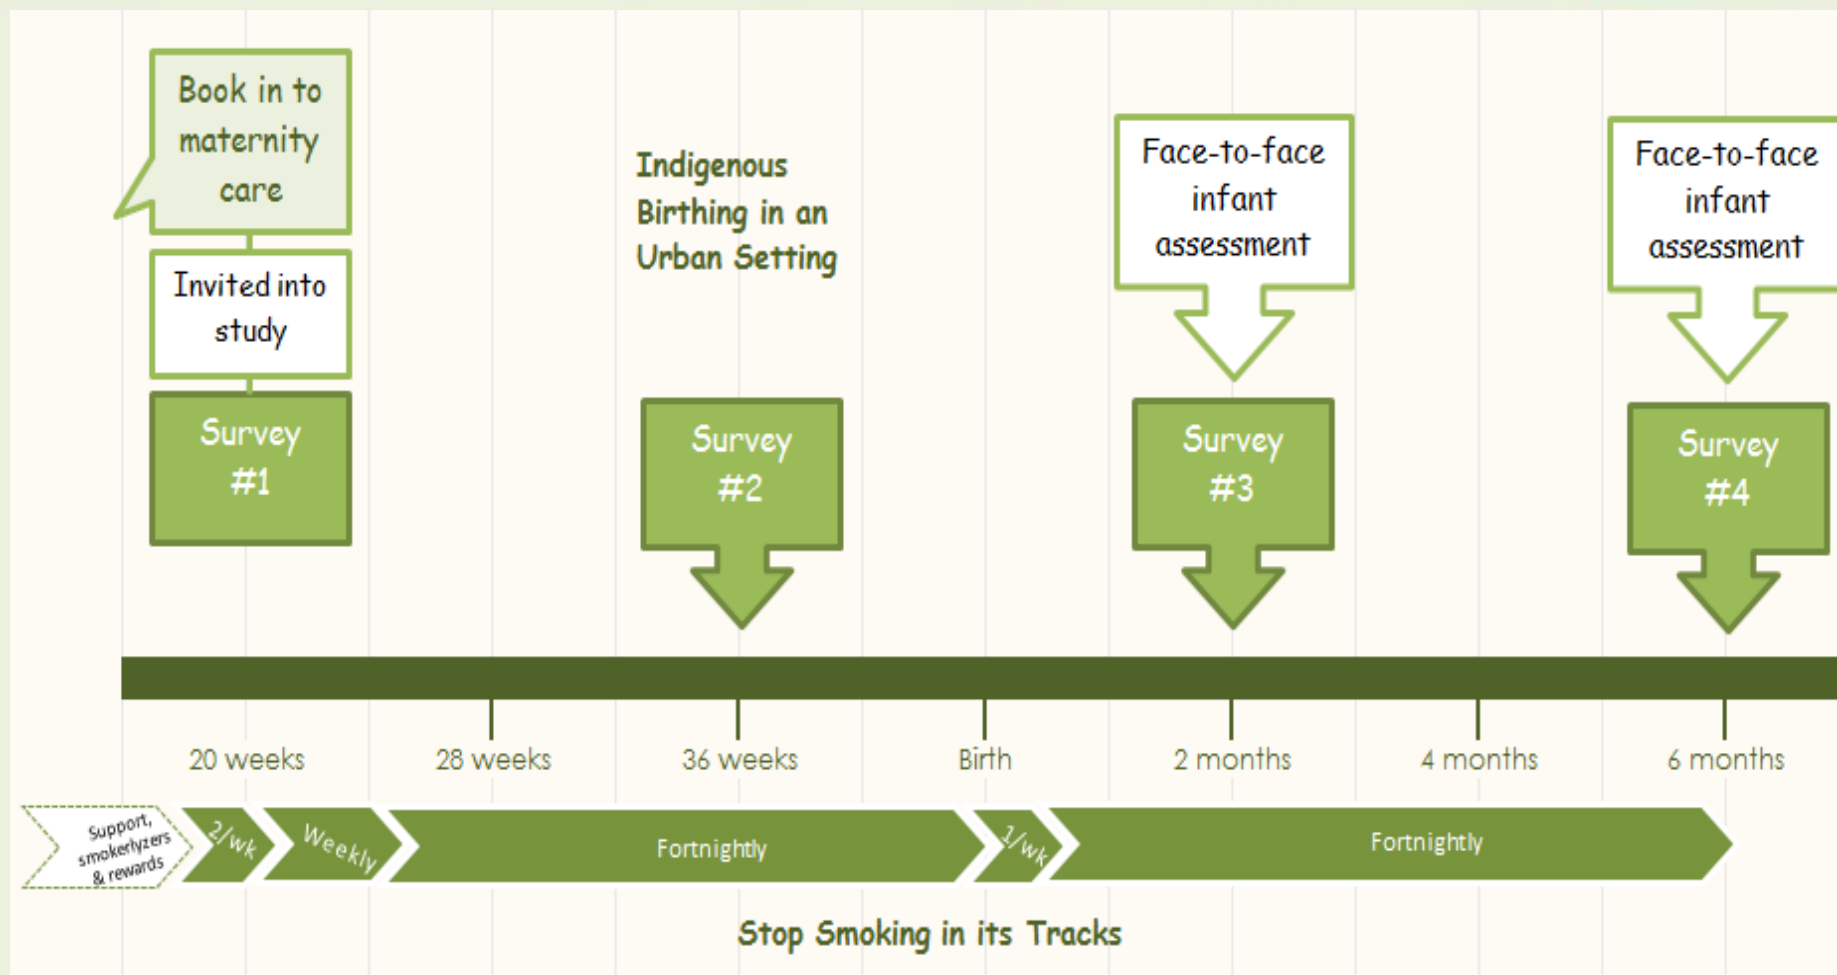 Book in to
maternity
care
Invited into
study
Survey
#1
Indigenous
Birthing in an
Urban Setting
Survey
#2
Face-to-face
infant
assessment
Survey
#3
Face-to-face
infant
assessment
Survey
#4
20 weeks
28 weeks
36 weeks
Birth
2 months
4 months
6 months
Support,
smokerlyzers
& rewards
2/wk
Weekly
Fortnightly
1/wk
Fortnightly
Stop Smoking in its Tracks